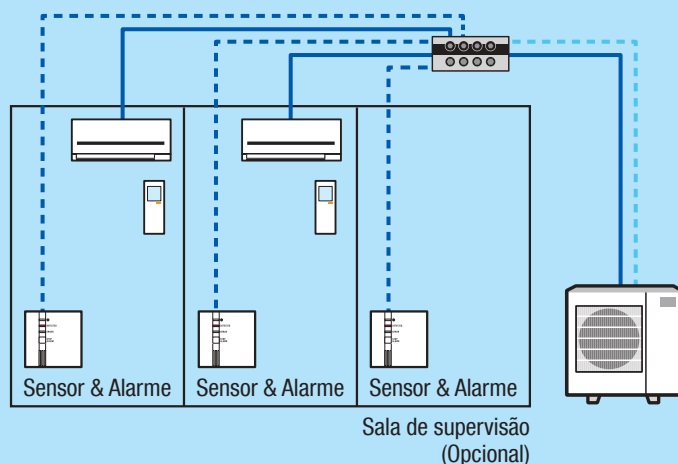 Sensor & Alarme
Sensor & Alarme
Sensor & Alarme
Sala de supervisão
(Opcional)